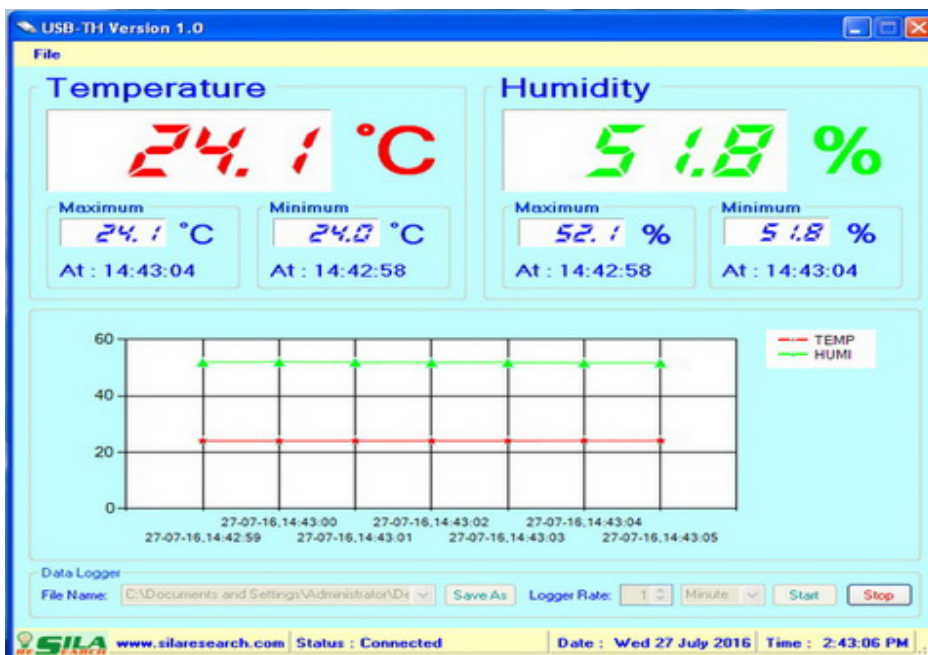 USB-TH Version 1.0
File
Temperature
24.1 °C
Maximum
24.1 °C
At : 14:43:04
Minimum
24.0 °C
At : 14:42:58
Humidity
51.8 %
Maximum
52.1 %
At : 14:42:58
Minimum
51.8 %
At : 14:43:04
60
40
20
0
27-07-16,14:43:00 27-07-16,14:43:02 27-07-16,14:43:04
27-07-16,14:42:59 27-07-16,14:43:01 27-07-16,14:43:03 27-07-16,14:43:05
TEMP
HUMI
Data Logger
File Name: C:\Documents and Settings\Administrator\De Save As Logger Rate: 1 Minute Start Stop
SILA RESEARCH www.silaresearch.com Status : Connected Date : Wed 27 July 2016 Time : 2:43:06 PM